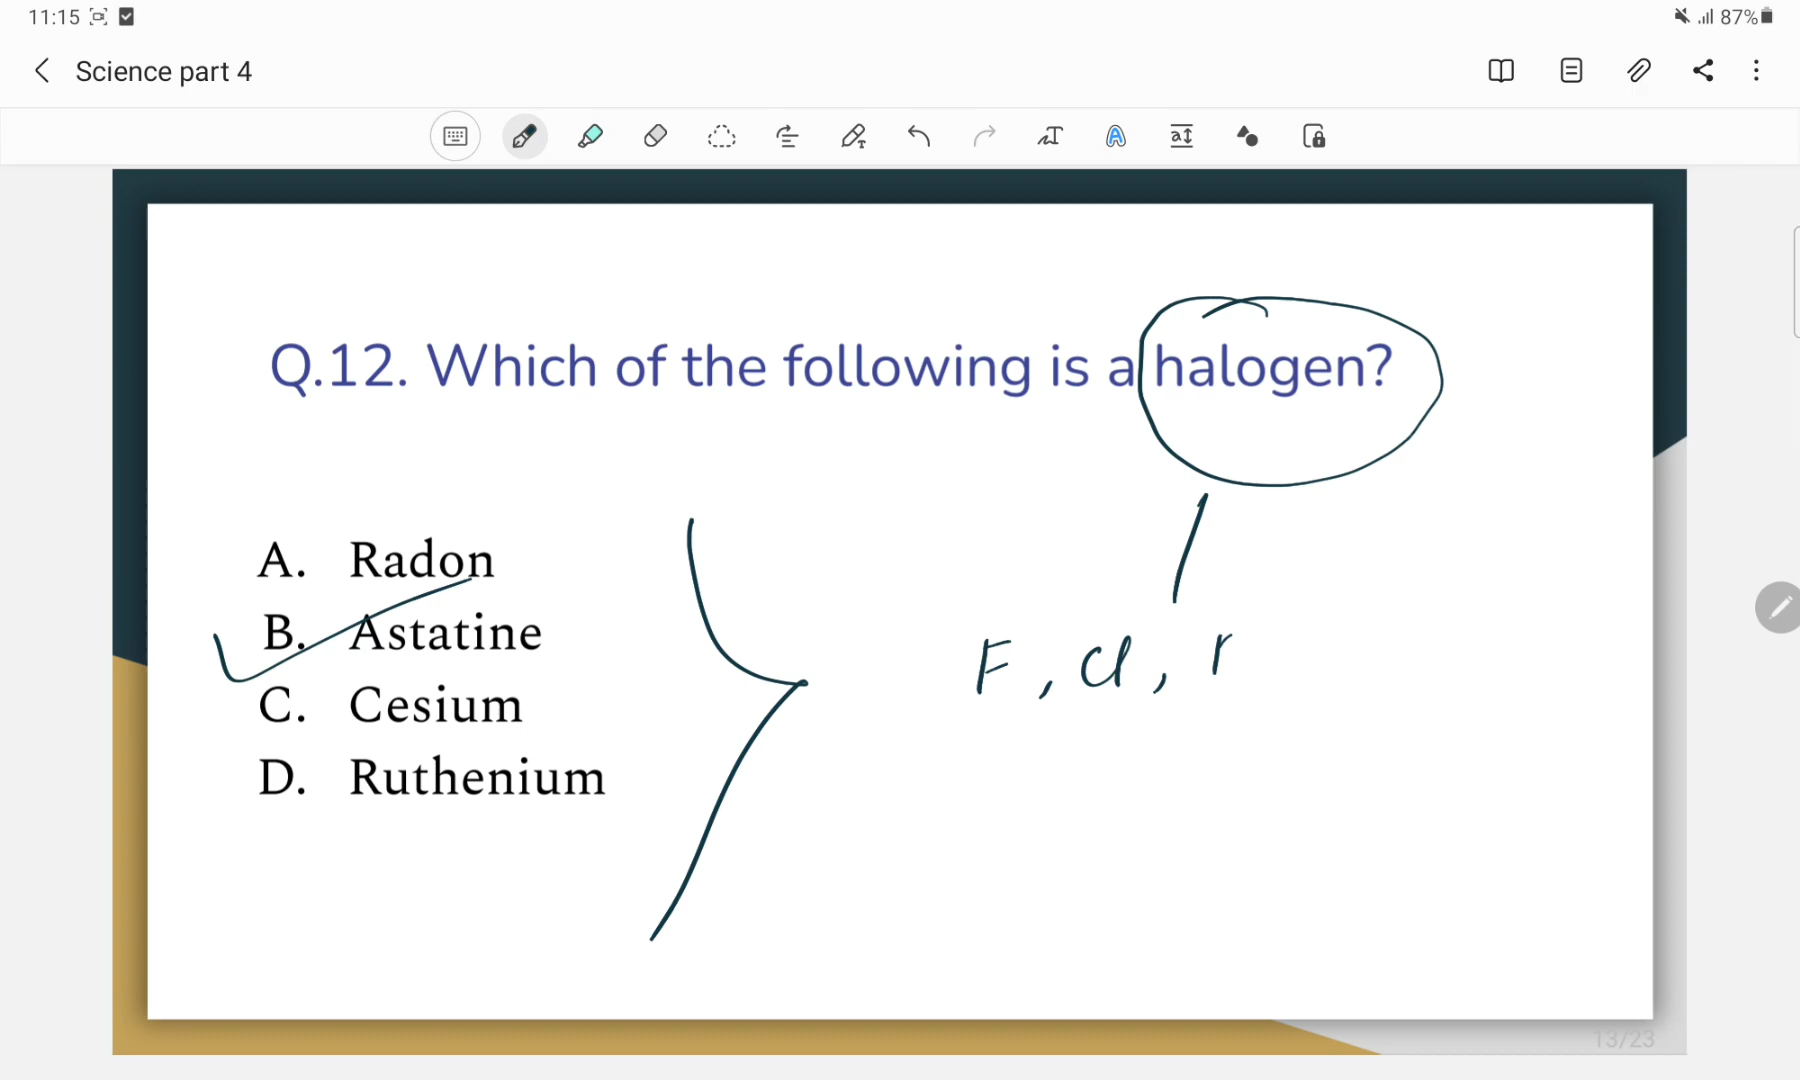 11:15 87%
Science part 4
Q.12. Which of the following is a halogen?
A. Radon
B. Astatine
C. Cesium
D. Ruthenium
F, Cl,
13/23